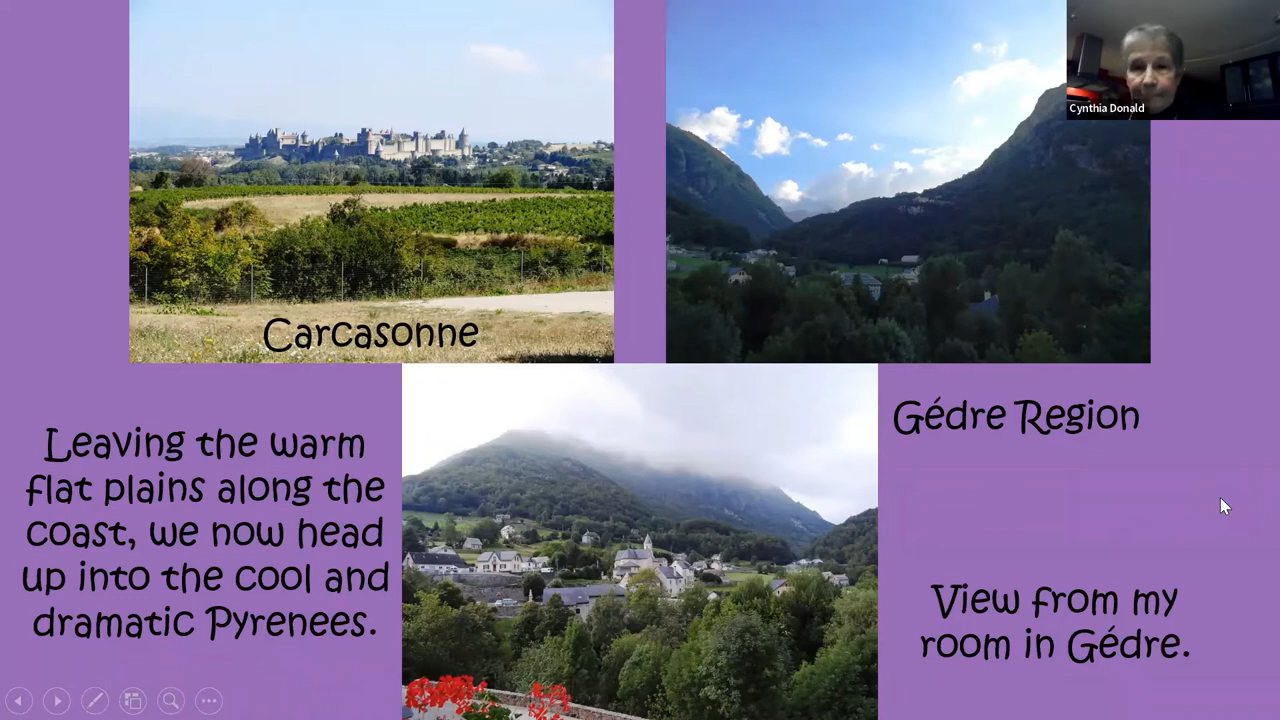 Cynthia Donald
Carcasonne
Gédre Region
Leaving the warm
flat plains along the
coast, we now head
up into the cool and
dramatic Pyrenees.
View from my
room in Gédre.